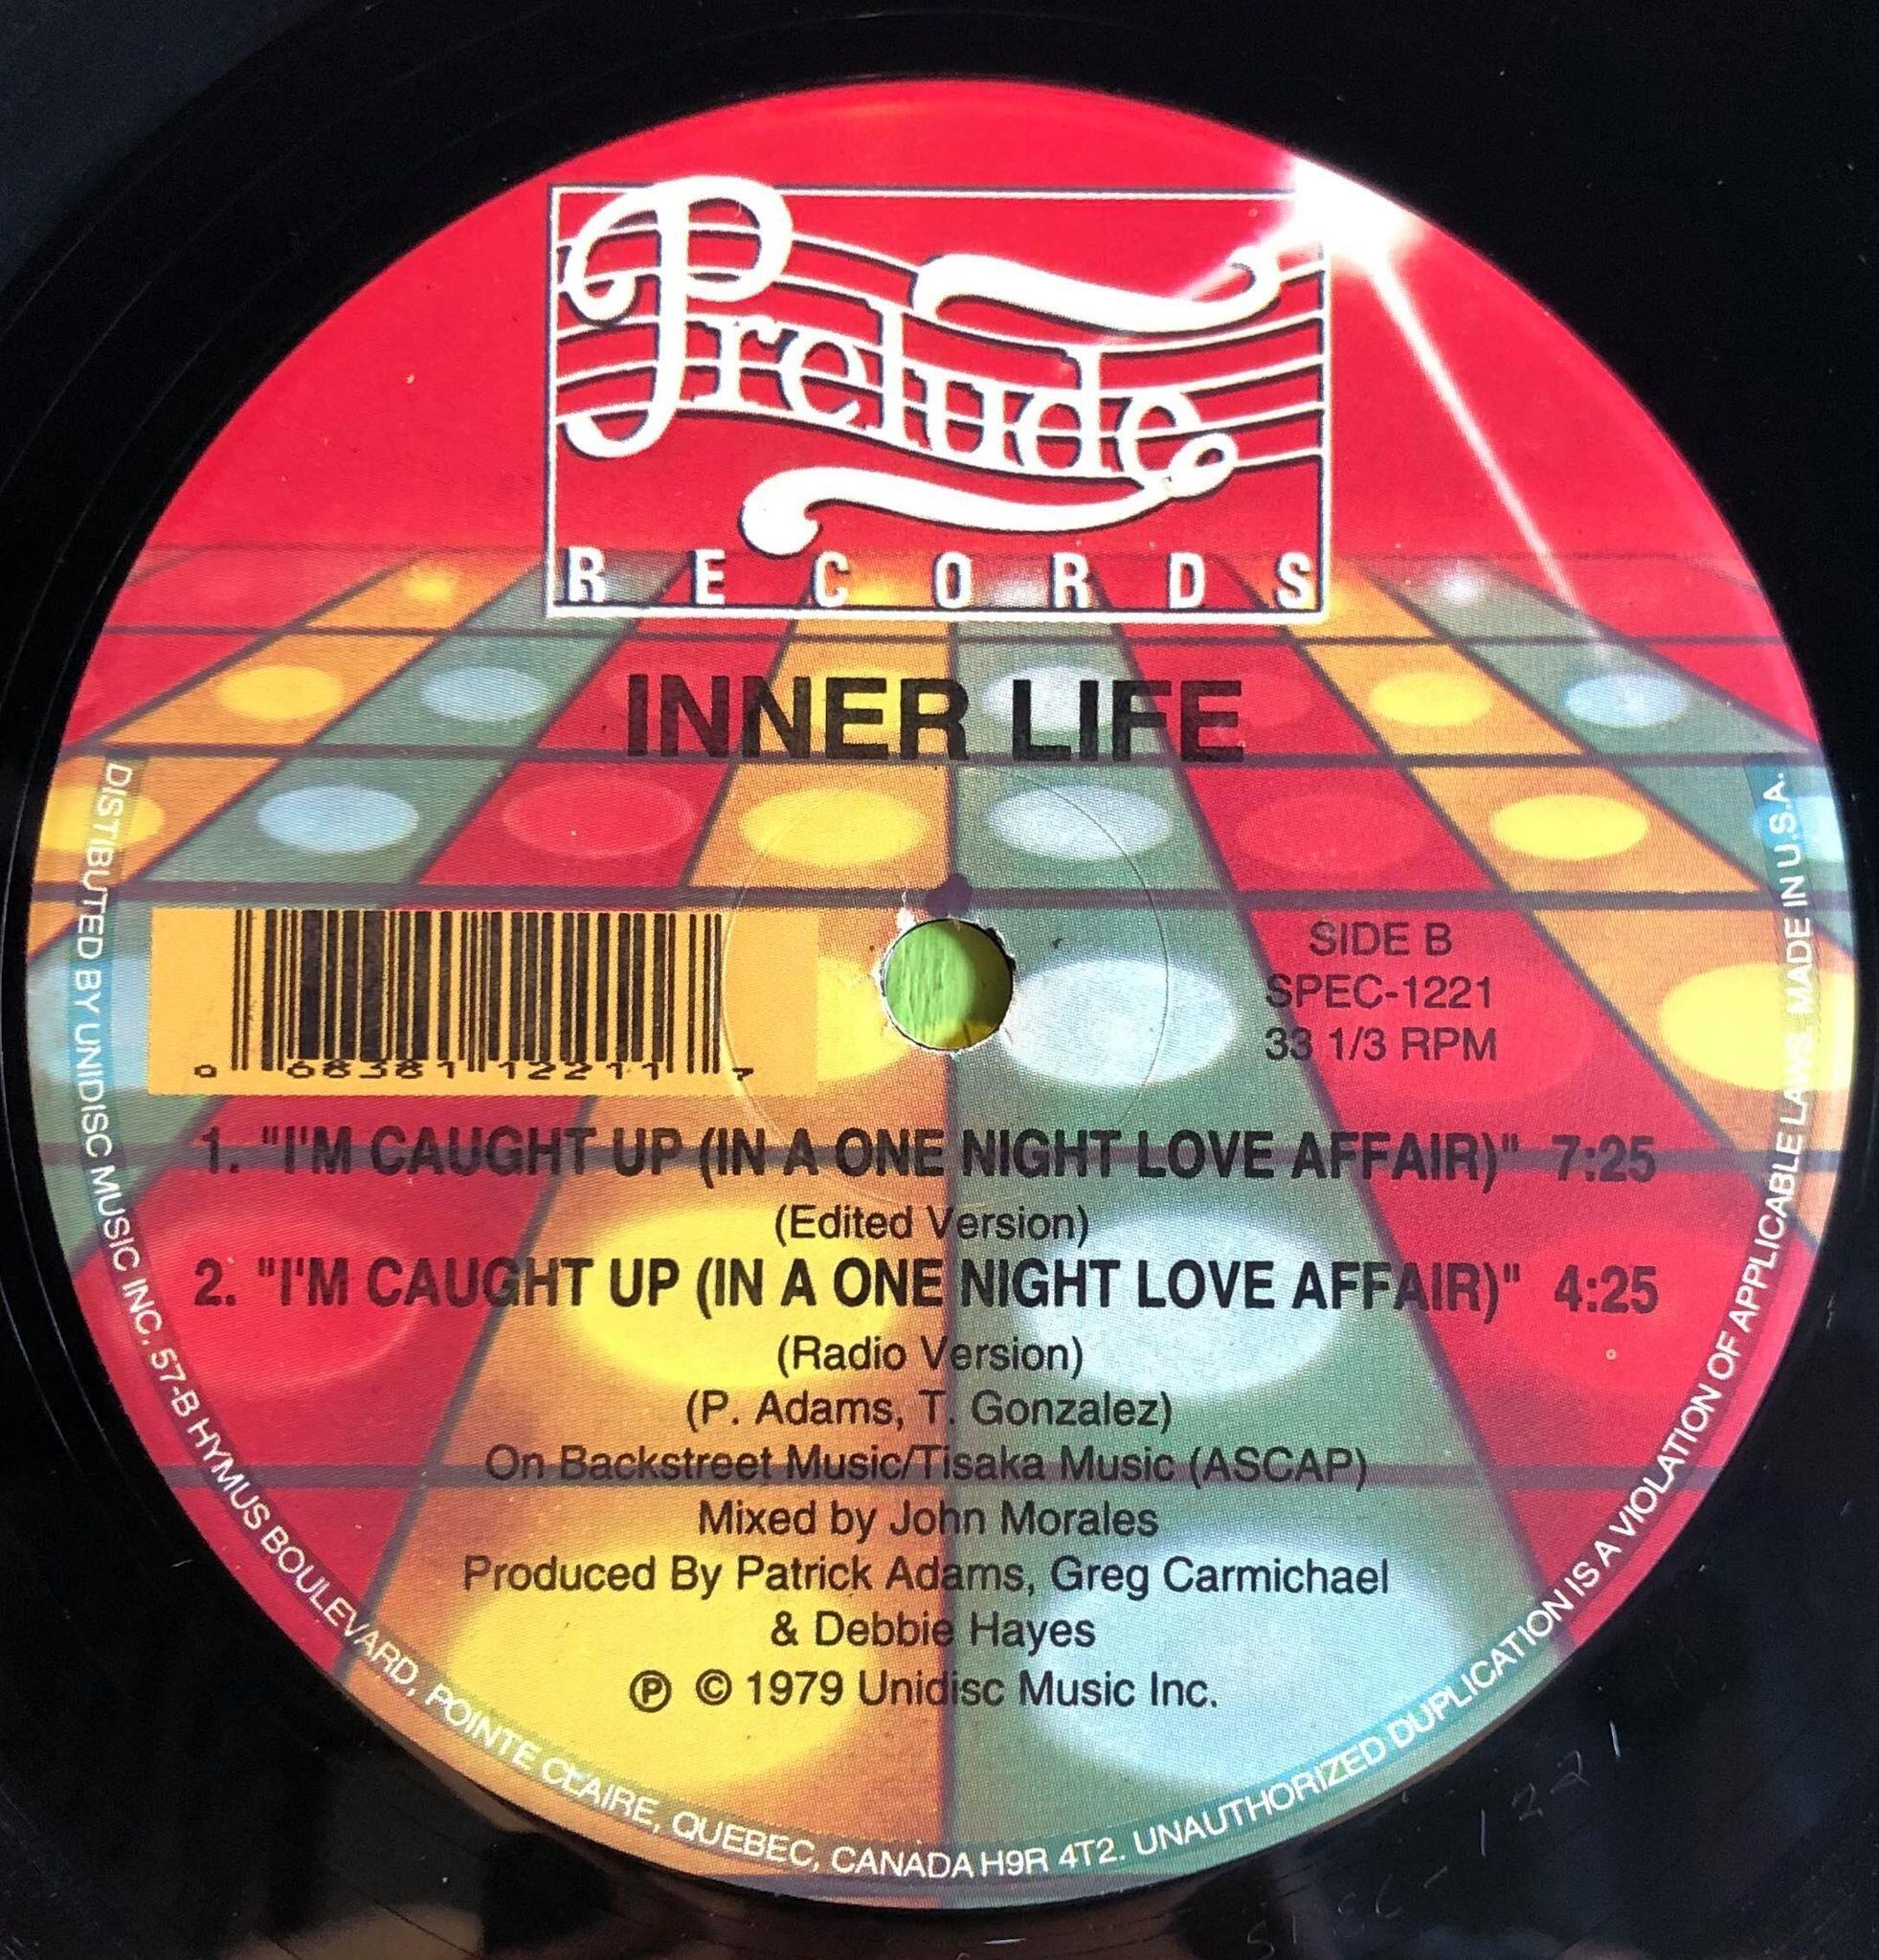 Prelude
RECORDS
INNER LIFE
0 68381 12211 7
SIDE B
SPEC-1221
33 1/3 RPM
1. "I'M CAUGHT UP (IN A ONE NIGHT LOVE AFFAIR)" 7:25
(Edited Version)
2. "I'M CAUGHT UP (IN A ONE NIGHT LOVE AFFAIR)" 4:25
(Radio Version)
(P. Adams, T. Gonzalez)
On Backstreet Music/Tisaka Music (ASCAP)
Mixed by John Morales
Produced By Patrick Adams, Greg Carmichael
& Debbie Hayes
℗ © 1979 Unidisc Music Inc.
DISTIBUTED BY UNIDISC MUSIC INC. 57-B HYMUS BOULEVARD, POINTE CLAIRE, QUEBEC, CANADA H9R 4T2. UNAUTHORIZED DUPLICATION IS A VIOLATION OF APPLICABLE LAWS. MADE IN U.S.A.
1221